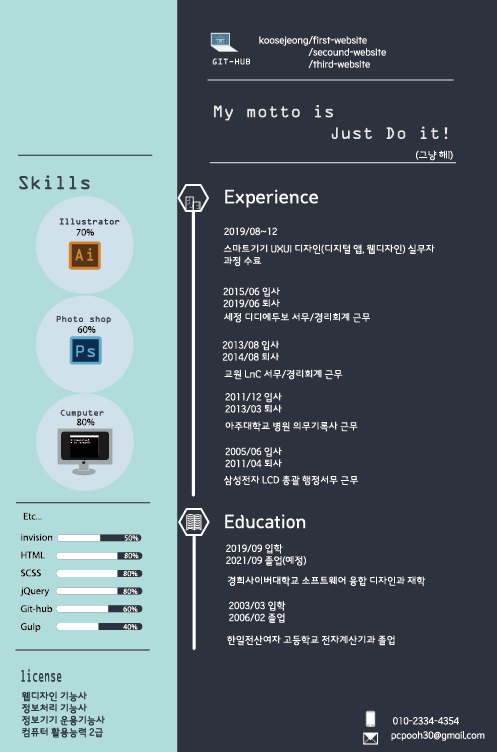 koosejeong/first-website
/secound-website
/third-website
GIT-HUB
My motto is
Just Do it!
(그냥 해!)
Skills
Illustrator
70%
Ai
Photo shop
60%
Ps
Cumputer
80%
Etc...
invision 50%
HTML 80%
SCSS 80%
jQuery 80%
Git-hub 60%
Gulp 40%
license
웹디자인 기능사
정보처리 기능사
정보기기 운용기능사
컴퓨터 활용능력 2급
Experience
2019/08~12
스마트기기 UXUI 디자인(디지털 앱, 웹디자인) 실무자
과정 수료
2015/06 입사
2019/06 퇴사
세정 디디에두보 서무/경리회계 근무
2013/08 입사
2014/08 퇴사
교원 LnC 서무/경리회계 근무
2011/12 입사
2013/03 퇴사
아주대학교 병원 의무기록사 근무
2005/06 입사
2011/04 퇴사
삼성전자 LCD 총괄 행정서무 근무
Education
2019/09 입학
2021/09 졸업(예정)
경희사이버대학교 소프트웨어 융합 디자인과 재학
2003/03 입학
2006/02 졸업
한일전산여자 고등학교 전자계산기과 졸업
010-2334-4354
pcpooh30@gmail.com